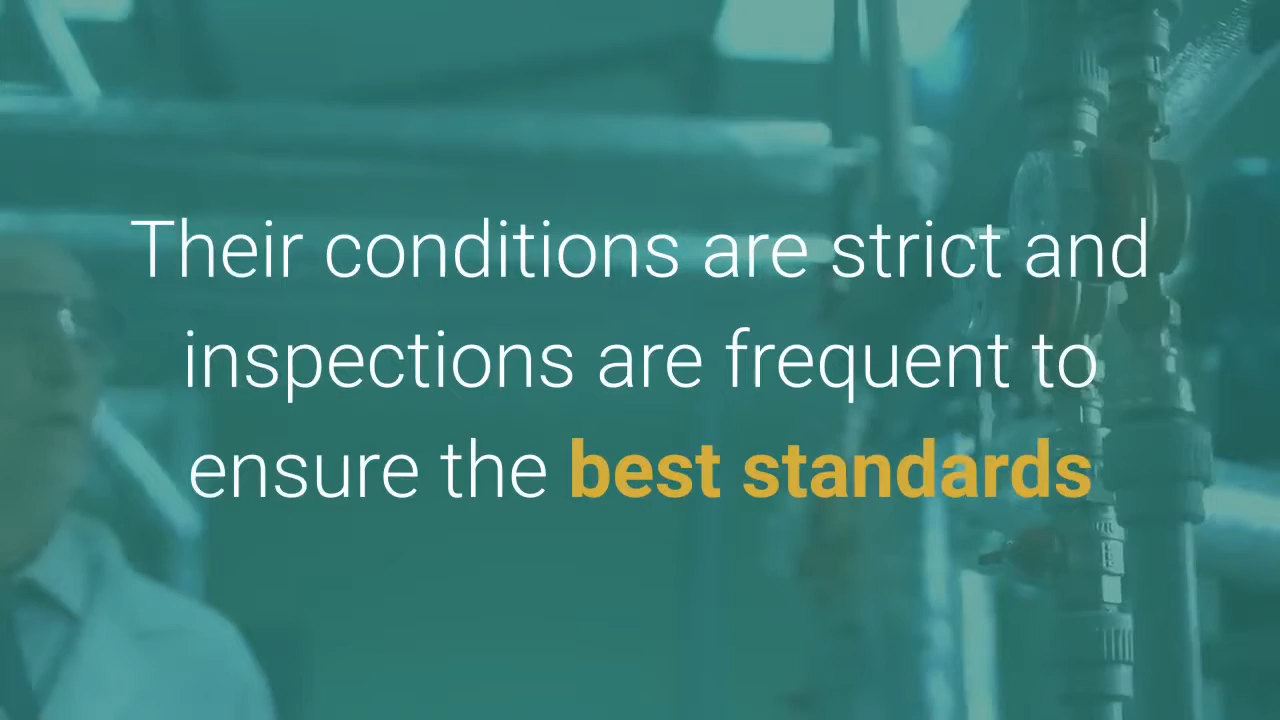 Their conditions are strict and
inspections are frequent to
ensure the best standards